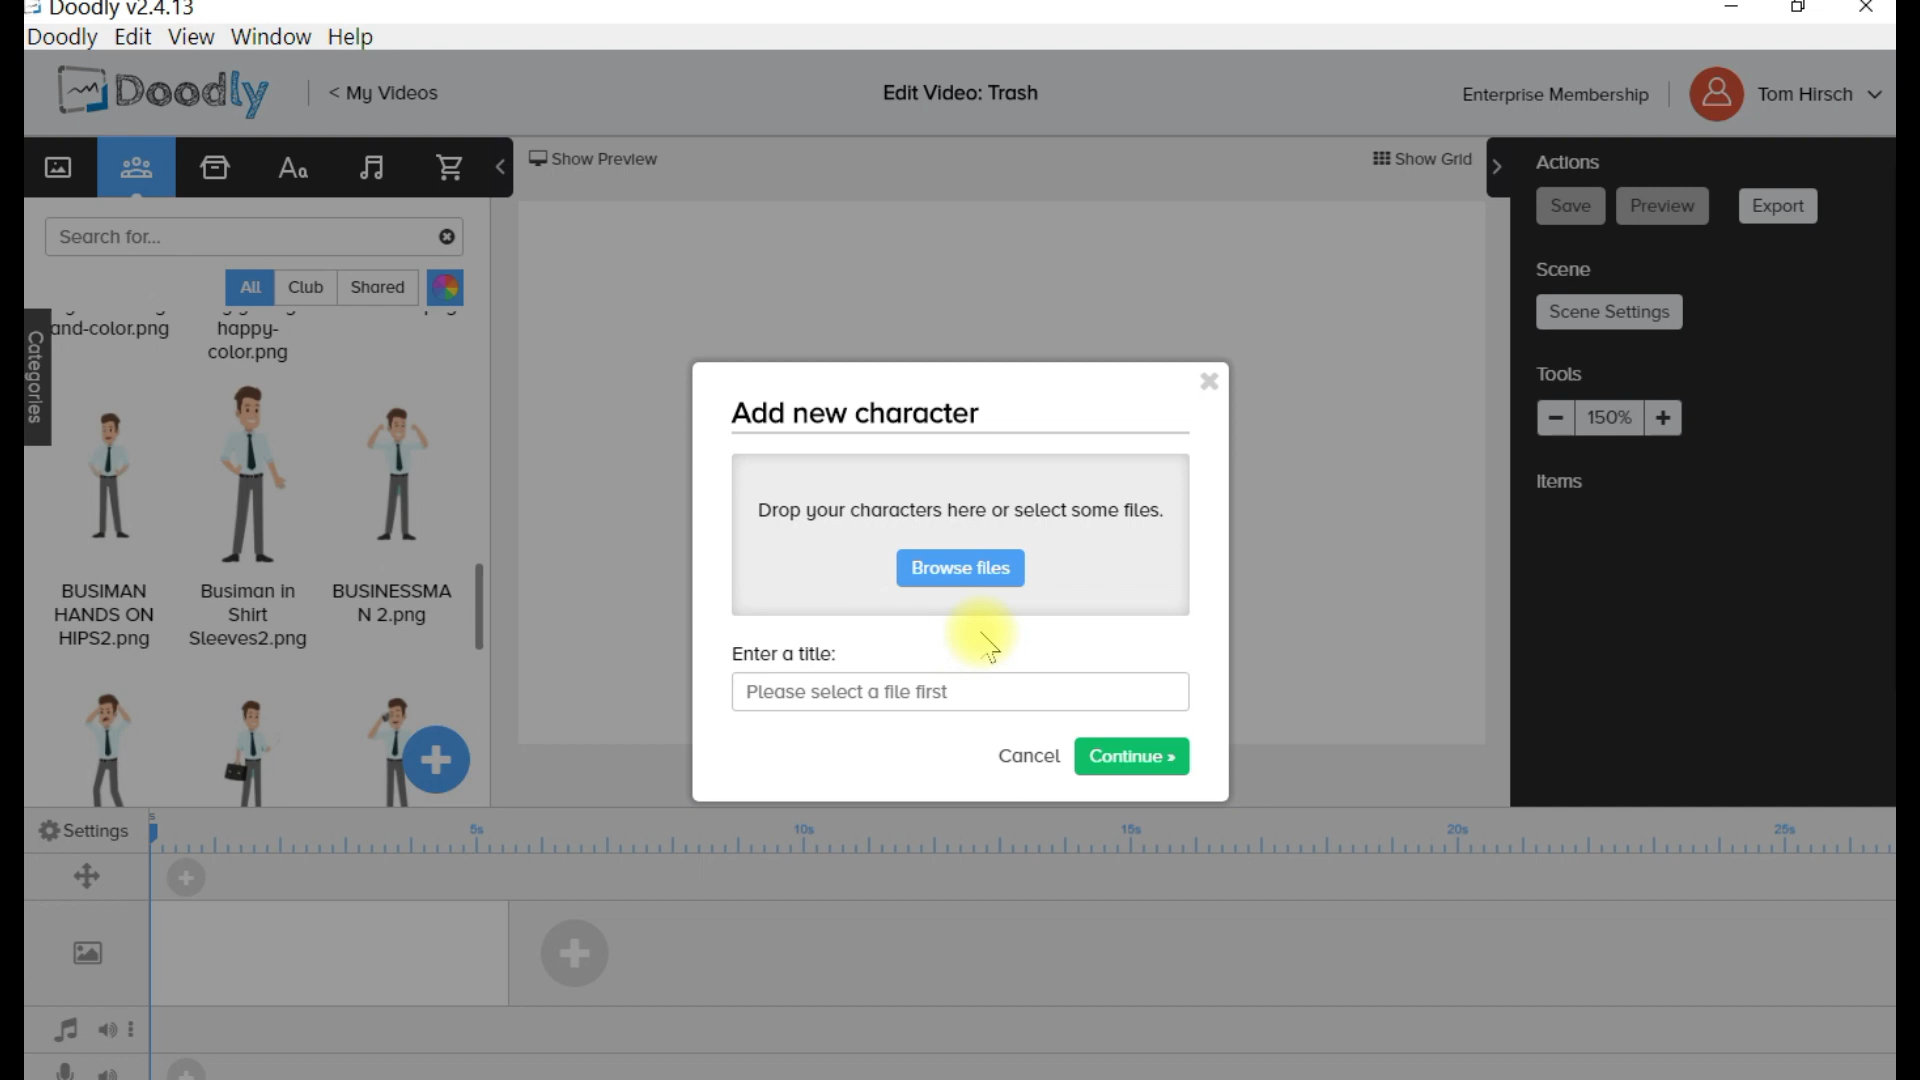 Doodly v2.4.13
Doodly Edit View Window Help
Doodly
< My Videos
Edit Video: Trash
Enterprise Membership
Tom Hirsch
Aa
Show Preview
Show Grid
Search for...
All Club Shared
Categories
and-color.png
happy-
color.png
BUSIMAN
HANDS ON
HIPS2.png
Busiman in
Shirt
Sleeves2.png
BUSINESSMA
N 2.png
Add new character
Drop your characters here or select some files.
Browse files
Enter a title:
Please select a file first
Cancel
Continue »
Actions
Save
Preview
Export
Scene
Scene Settings
Tools
150%
Items
Settings
5s
10s
15s
20s
25s